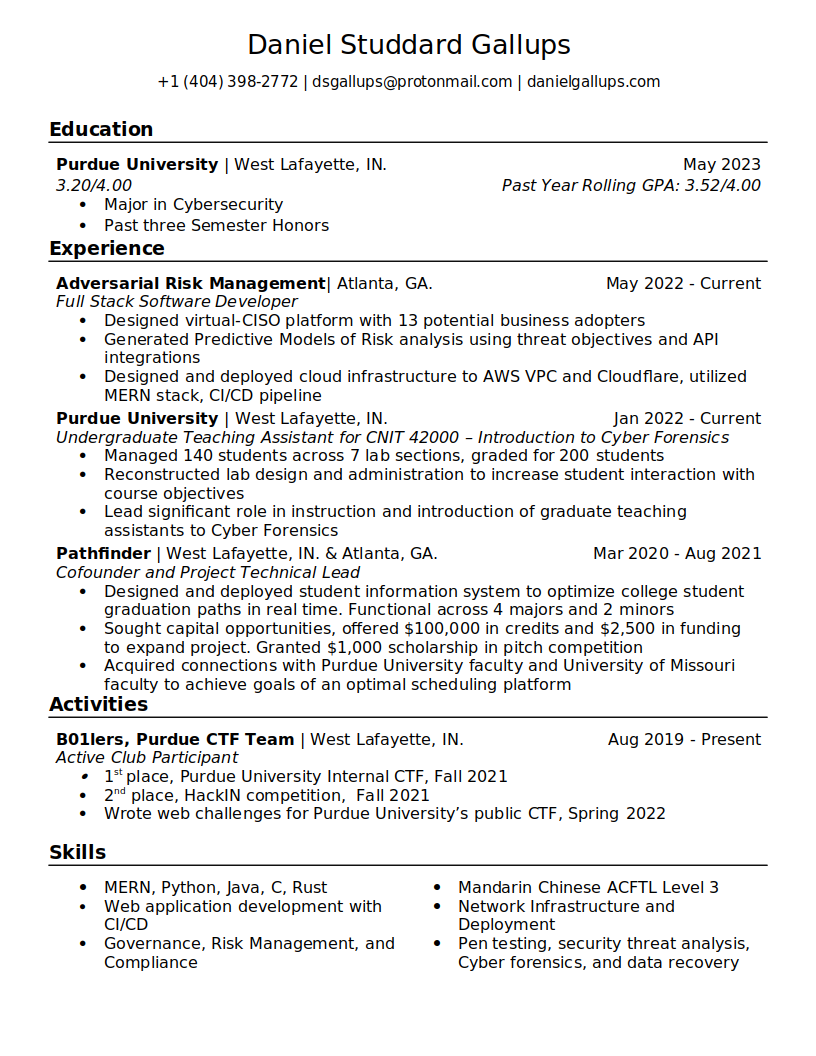 Daniel Studdard Gallups
+1 (404) 398-2772 | dsgallups@protonmail.com | danielgallups.com
Education
Purdue University | West Lafayette, IN. May 2023
3.20/4.00 Past Year Rolling GPA: 3.52/4.00
• Major in Cybersecurity
• Past three Semester Honors
Experience
Adversarial Risk Management| Atlanta, GA. May 2022 - Current
Full Stack Software Developer
• Designed virtual-CISO platform with 13 potential business adopters
• Generated Predictive Models of Risk analysis using threat objectives and API
integrations
• Designed and deployed cloud infrastructure to AWS VPC and Cloudflare, utilized
MERN stack, CI/CD pipeline
Purdue University | West Lafayette, IN. Jan 2022 - Current
Undergraduate Teaching Assistant for CNIT 42000 – Introduction to Cyber Forensics
• Managed 140 students across 7 lab sections, graded for 200 students
• Reconstructed lab design and administration to increase student interaction with
course objectives
• Lead significant role in instruction and introduction of graduate teaching
assistants to Cyber Forensics
Pathfinder | West Lafayette, IN. & Atlanta, GA. Mar 2020 - Aug 2021
Cofounder and Project Technical Lead
• Designed and deployed student information system to optimize college student
graduation paths in real time. Functional across 4 majors and 2 minors
• Sought capital opportunities, offered $100,000 in credits and $2,500 in funding
to expand project. Granted $1,000 scholarship in pitch competition
• Acquired connections with Purdue University faculty and University of Missouri
faculty to achieve goals of an optimal scheduling platform
Activities
B01lers, Purdue CTF Team | West Lafayette, IN. Aug 2019 - Present
Active Club Participant
• 1st place, Purdue University Internal CTF, Fall 2021
• 2nd place, HackIN competition, Fall 2021
• Wrote web challenges for Purdue University’s public CTF, Spring 2022
Skills
• MERN, Python, Java, C, Rust
• Web application development with
CI/CD
• Governance, Risk Management, and
Compliance
• Mandarin Chinese ACFTL Level 3
• Network Infrastructure and
Deployment
• Pen testing, security threat analysis,
Cyber forensics, and data recovery